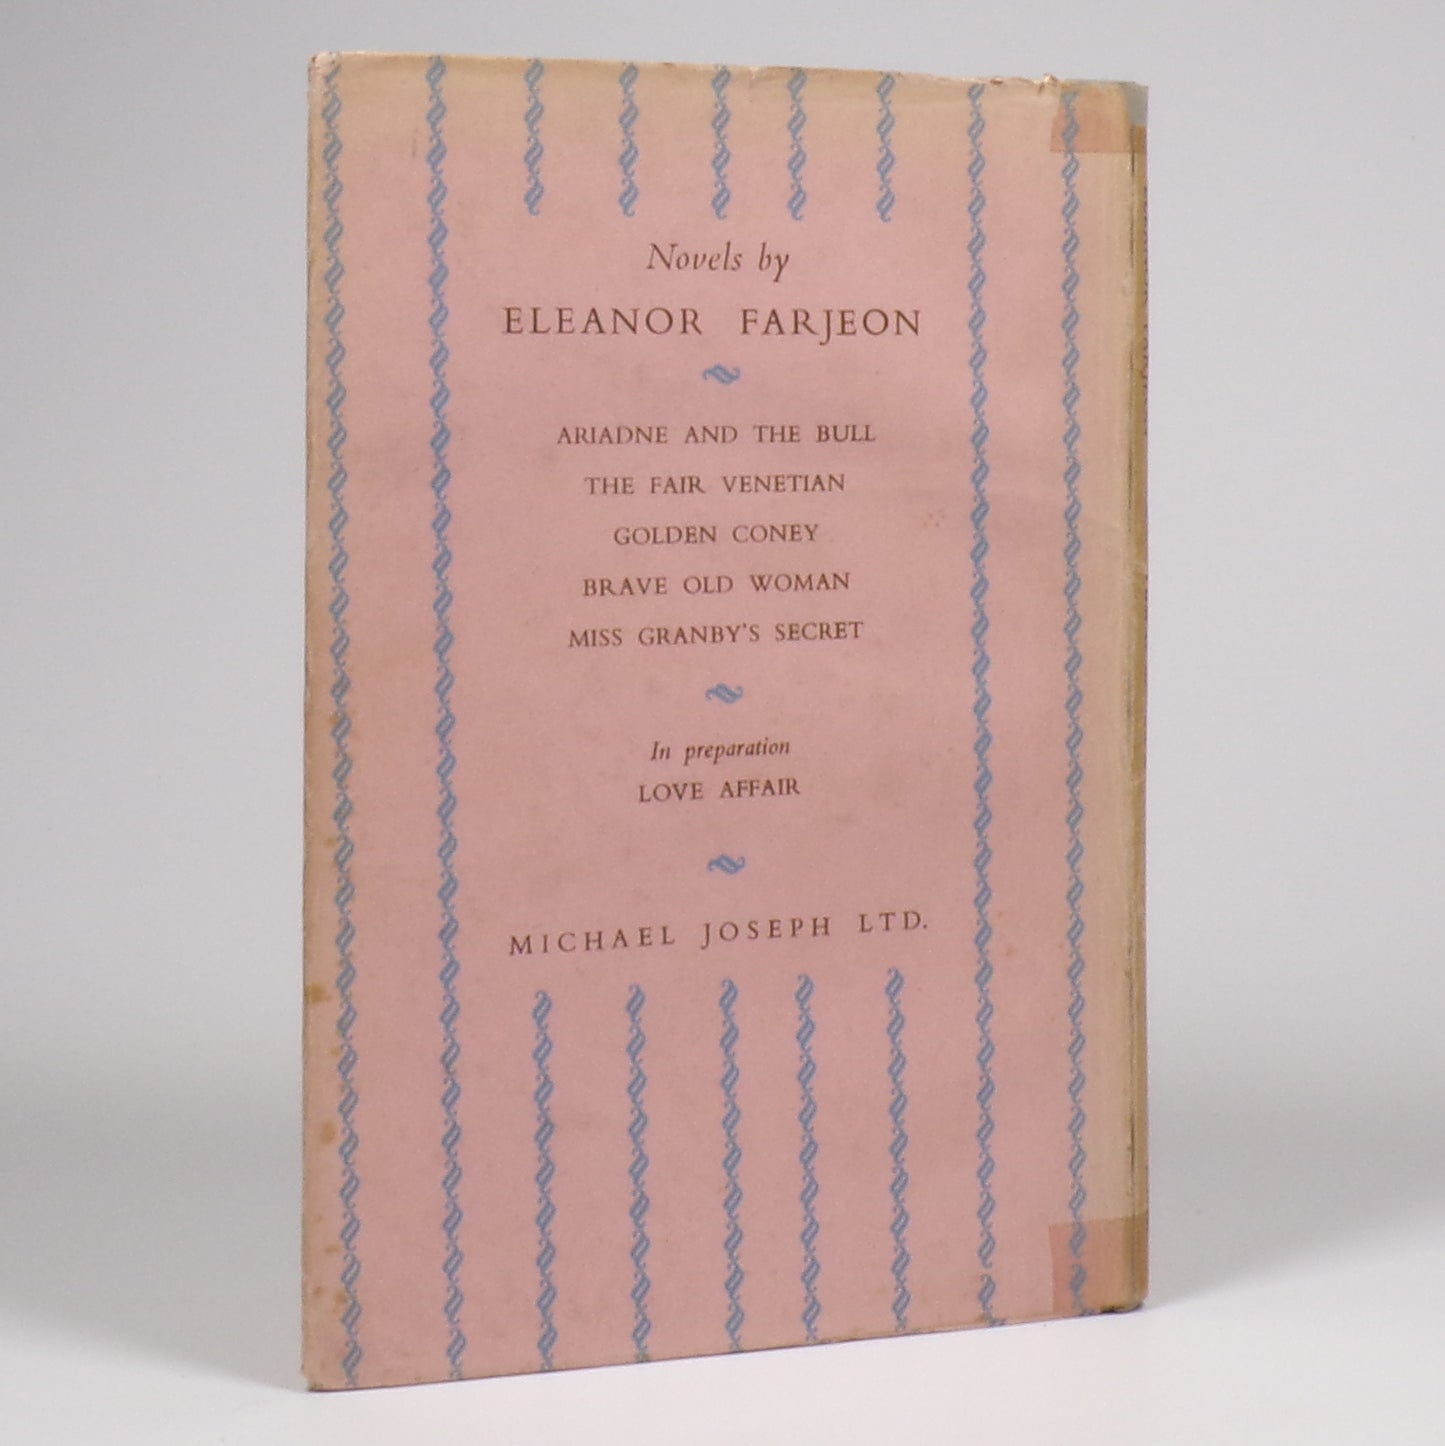 Novels by
ELEANOR FARJEON
ARIADNE AND THE BULL
THE FAIR VENETIAN
GOLDEN CONEY
BRAVE OLD WOMAN
MISS GRANBY'S SECRET
In preparation
LOVE AFFAIR
MICHAEL JOSEPH LTD.